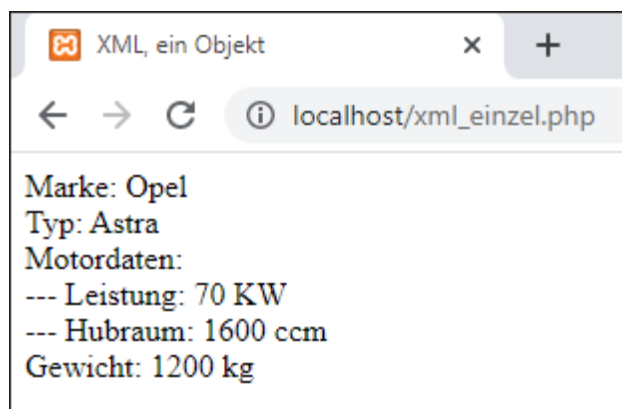 XML, ein Objekt
localhost/xml_einzel.php
Marke: Opel
Typ: Astra
Motordaten:
--- Leistung: 70 KW
--- Hubraum: 1600 ccm
Gewicht: 1200 kg